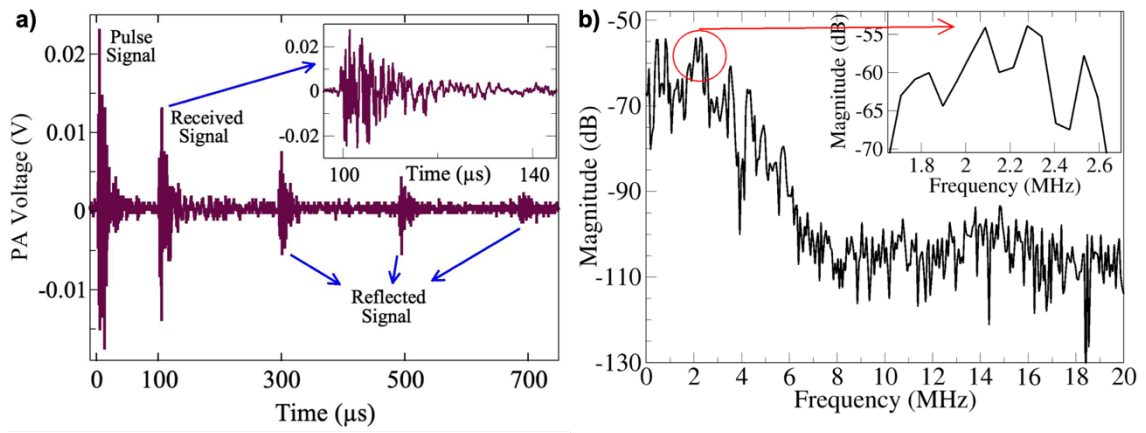 a)
PA Voltage (V)
0.02
0.01
0
-0.01
Pulse
Signal
Received
Signal
Reflected
Signal
0 100 300 500 700
Time (µs)
0.02
0
-0.02
100 140
Time (µs)
b)
Magnitude (dB)
-50
-70
-90
-110
-130
0 2 4 6 8 10 12 14 16 18 20
Frequency (MHz)
Magnitude (dB)
-55
-60
-65
-70
1.8 2 2.2 2.4 2.6
Frequency (MHz)